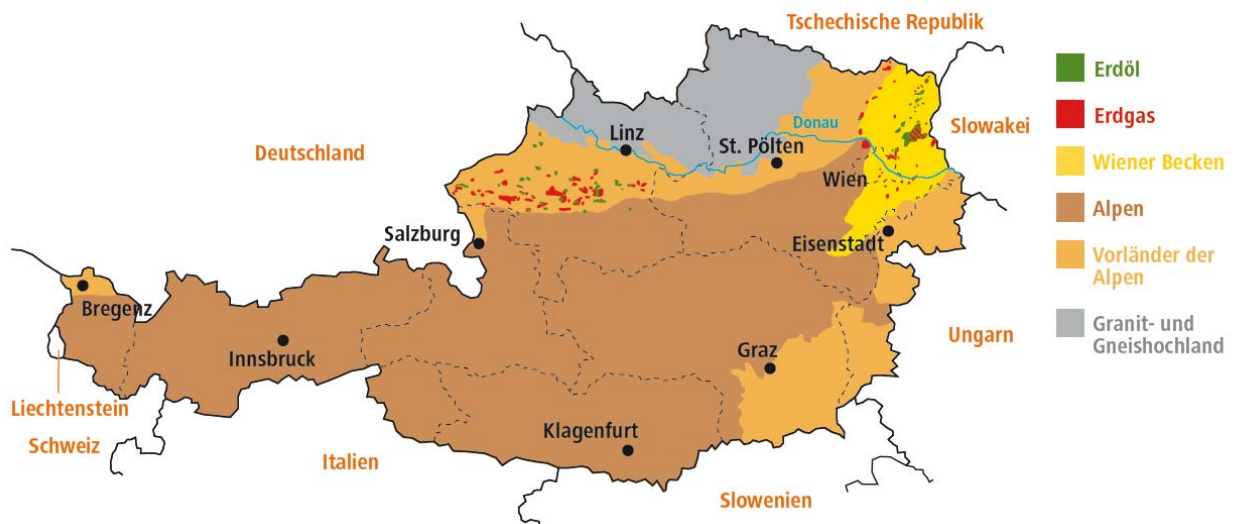 Tschechische Republik
Deutschland
Linz
Donau
St. Pölten
Slowakei
Wien
Salzburg
Eisenstadt
Bregenz
Innsbruck
Graz
Ungarn
Liechtenstein
Schweiz
Klagenfurt
Italien
Slowenien
Erdöl
Erdgas
Wiener Becken
Alpen
Vorländer der
Alpen
Granit- und
Gneishochland